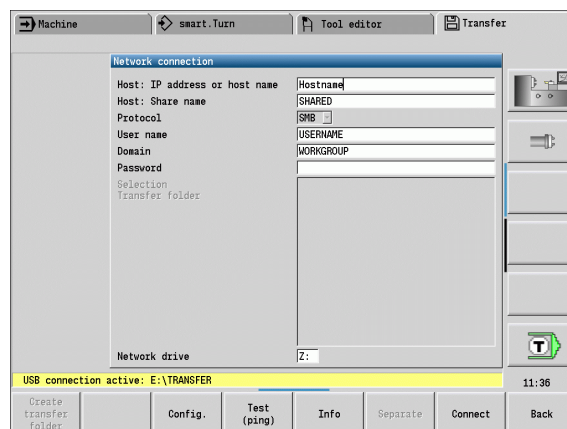 Machine
smart.Turn
Tool editor
Transfer
Network connection
Host: IP address or host name
Hostname
Host: Share name
SHARED
Protocol
SMB
User name
USERNAME
Domain
WORKGROUP
Password
Selection
Transfer folder
Network drive
Z:
T
USB connection active: E:\TRANSFER
11:36
Create
transfer
folder
Config.
Test
(ping)
Info
Separate
Connect
Back